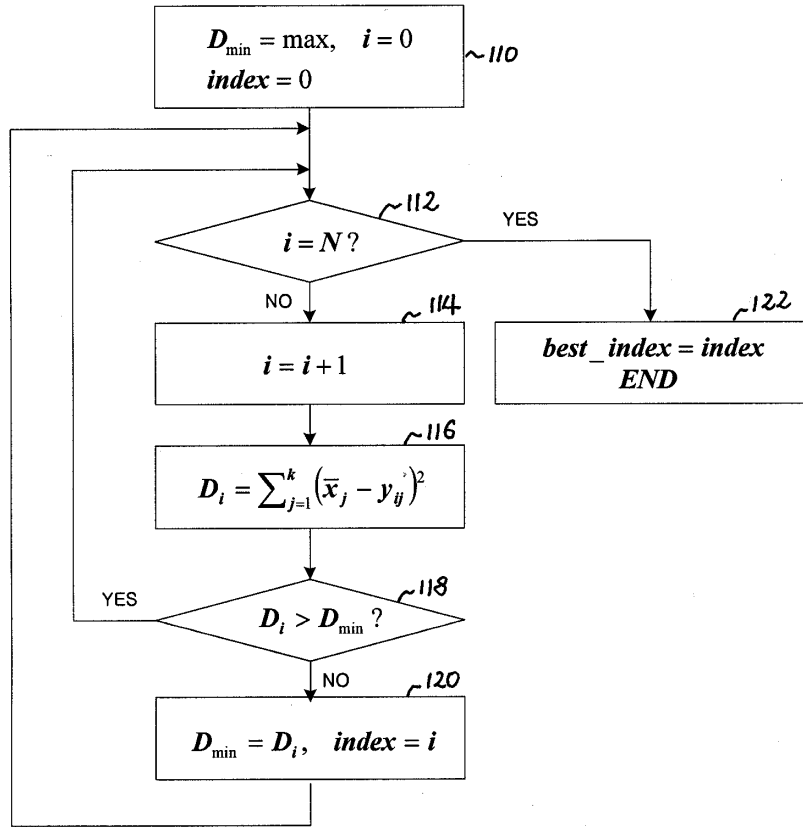 D_min = max, i = 0
index = 0
~110
~112
i = N ?
YES
NO
~114
i = i + 1
~122
best_index = index
END
~116
D_i = ∑_{j=1}^{k} (x̄_j − y_ij)^2
~118
YES
D_i > D_min ?
NO
~120
D_min = D_i, index = i